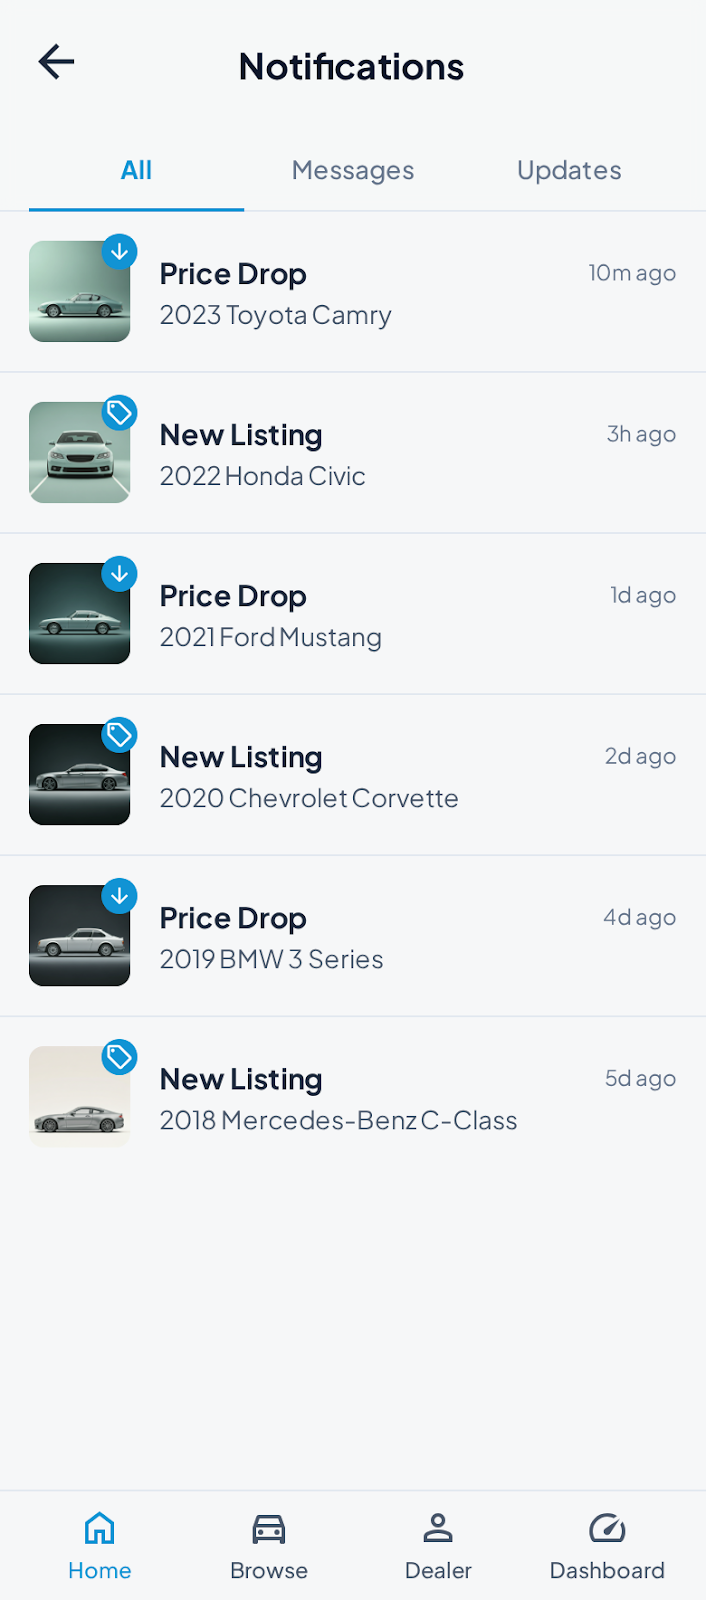 Notifications
All
Messages
Updates
Price Drop
10m ago
2023 Toyota Camry
New Listing
3h ago
2022 Honda Civic
Price Drop
1d ago
2021 Ford Mustang
New Listing
2d ago
2020 Chevrolet Corvette
Price Drop
4d ago
2019 BMW 3 Series
New Listing
5d ago
2018 Mercedes-Benz C-Class
Home
Browse
Dealer
Dashboard